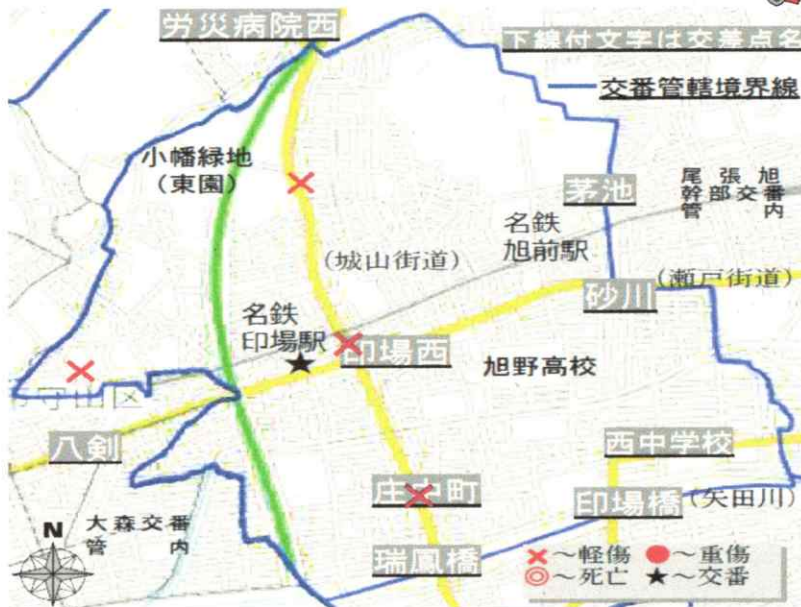 労災病院西
下線付文字は交差点名
交番管轄境界線
小幡緑地
(東園)
茅池
尾張旭
幹部交番
管内
名鉄
旭前駅
(城山街道)
(瀬戸街道)
砂川
名鉄
印場駅
印場西
旭野高校
守山区
八剣
西中学校
庄中町
印場橋
(矢田川)
大森交番
管内
N
瑞鳳橋
×~軽傷 ●~重傷
◎~死亡 ★~交番